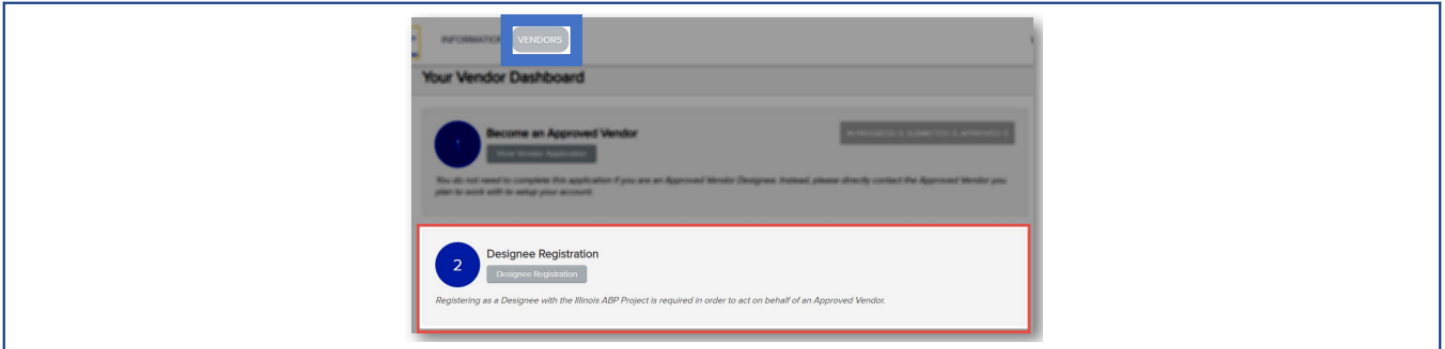 INFORMATION
VENDORS
Your Vendor Dashboard
1
Become an Approved Vendor
View Vendor Application
You do not need to complete this application if you are an Approved Vendor Designee. Instead, please directly contact the Approved Vendor you
plan to work with to setup your account.
2
Designee Registration
Designee Registration
Registering as a Designee with the Illinois ABP Project is required in order to act on behalf of an Approved Vendor.